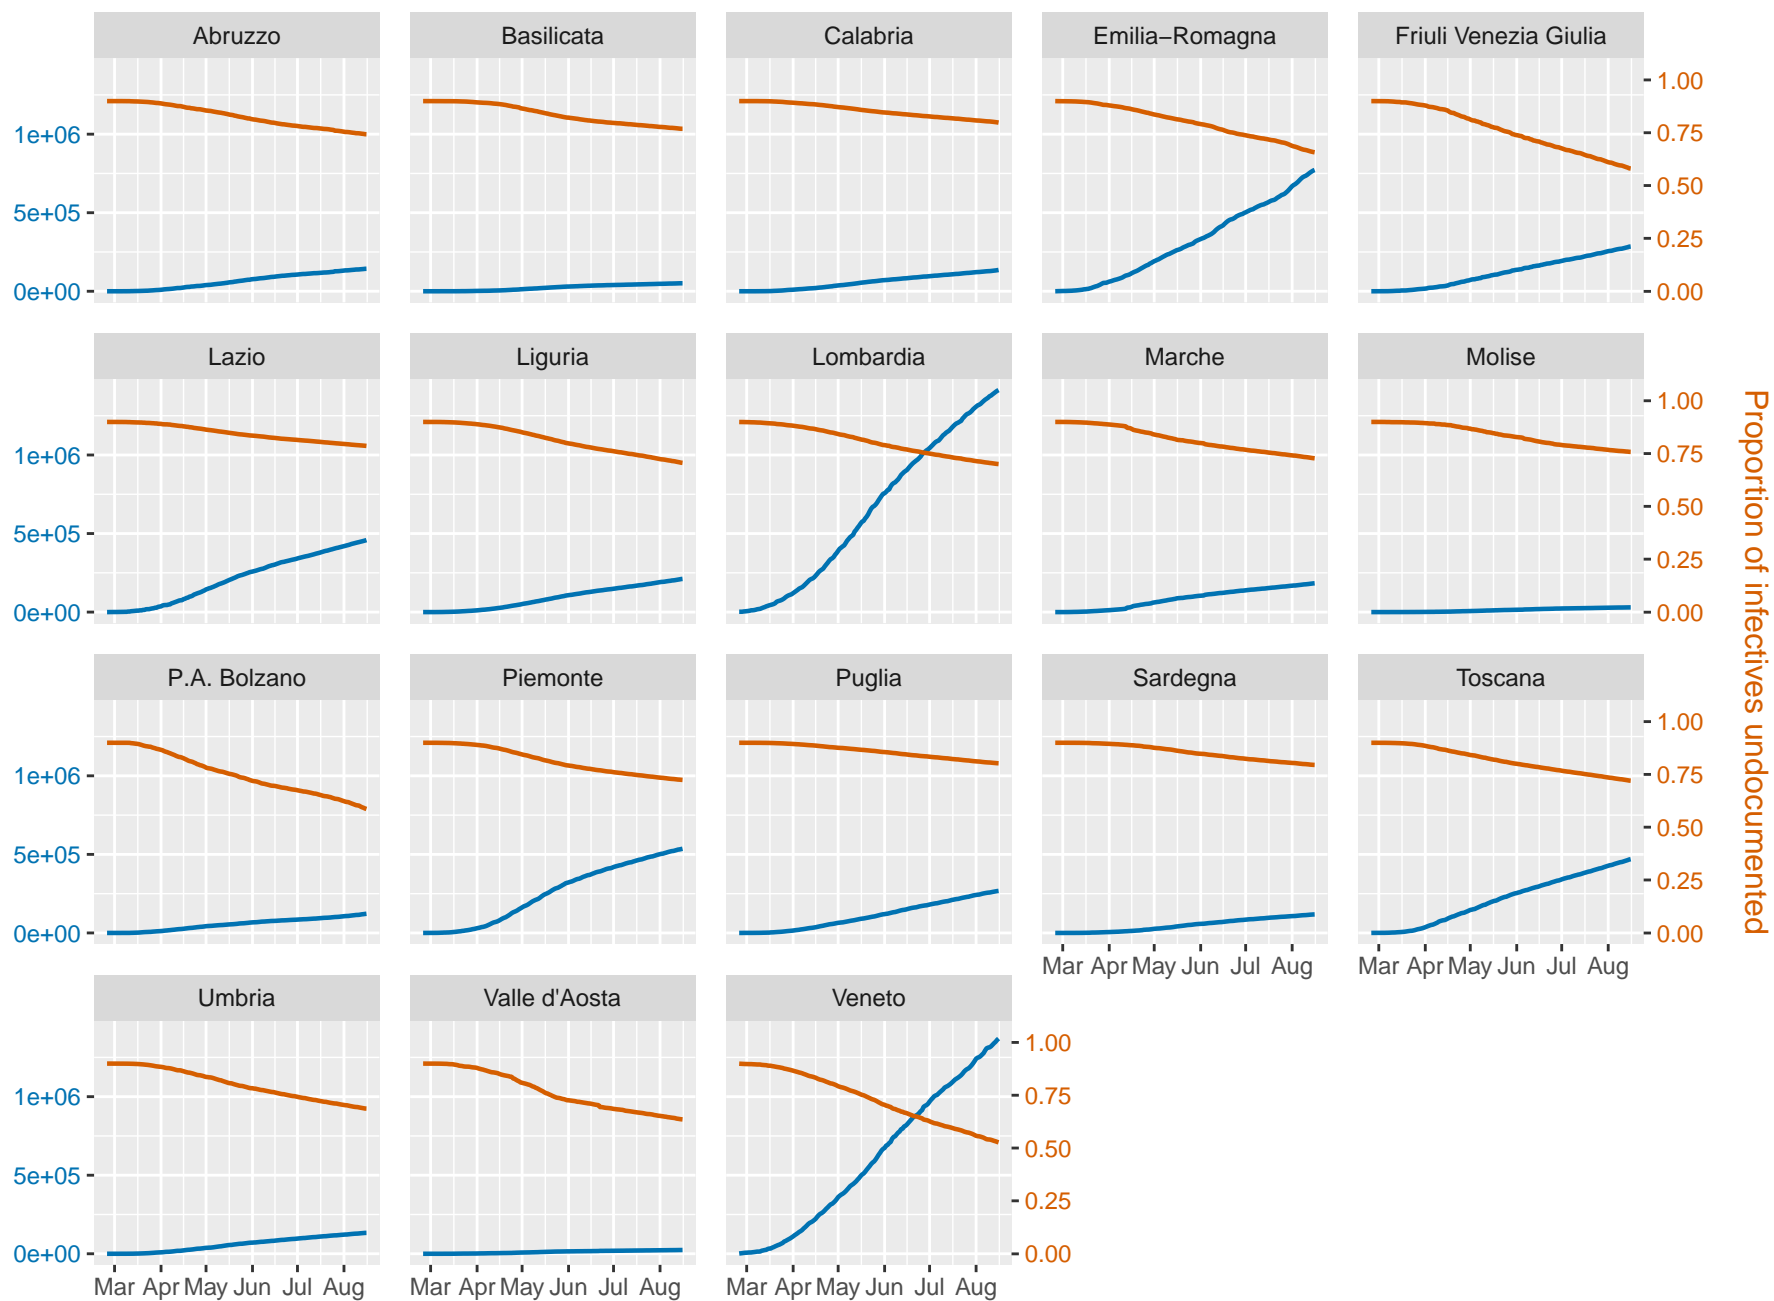 Abruzzo Basilicata Calabria Emilia−Romagna Friuli Venezia Giulia
1.00
1e+06
0.75
5e+05
0.50
0.25
0e+00
0.00
Lazio Liguria Lombardia Marche Molise
1.00
1e+06
0.75
5e+05
0.50
0.25
0e+00
0.00
Proportion of infectives undocumented
P.A. Bolzano Piemonte Puglia Sardegna Toscana
1.00
1e+06
0.75
5e+05
0.50
0.25
0e+00
0.00
Mar Apr May Jun Jul Aug Mar Apr May Jun Jul Aug
Umbria Valle d'Aosta Veneto
1.00
1e+06
0.75
5e+05
0.50
0.25
0e+00
0.00
Mar Apr May Jun Jul Aug Mar Apr May Jun Jul Aug Mar Apr May Jun Jul Aug